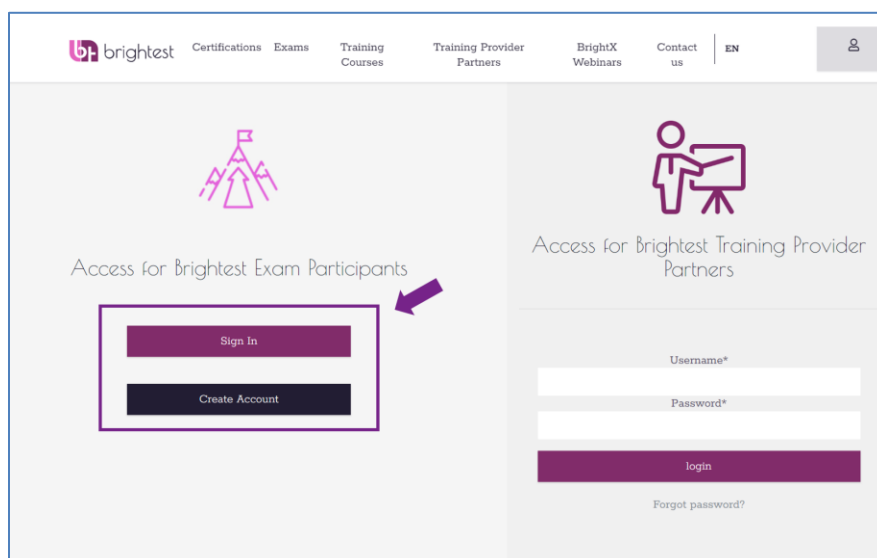 brightest
Certifications
Exams
Training
Courses
Training Provider
Partners
BrightX
Webinars
Contact
us
EN
Access for Brightest Exam Participants
Sign In
Create Account
Access for Brightest Training Provider
Partners
Username*
Password*
login
Forgot password?